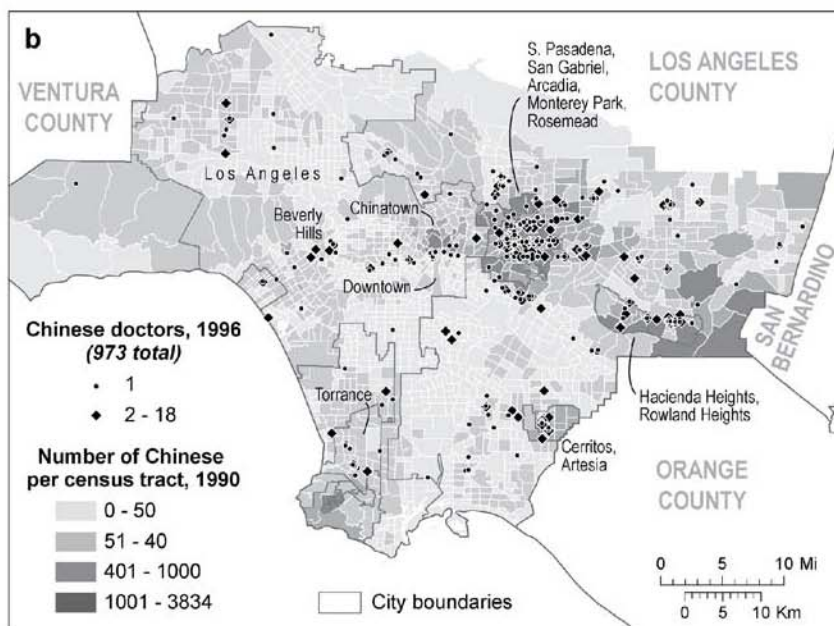 b
VENTURA
COUNTY
S. Pasadena,
San Gabriel,
Arcadia,
Monterey Park,
Rosemead
LOS ANGELES
COUNTY
Los Angeles
Chinatown
Beverly
Hills
Downtown
SAN
BERNARDINO
Chinese doctors, 1996
(973 total)
1
2 - 18
Torrance
Hacienda Heights,
Rowland Heights
Cerritos,
Artesia
ORANGE
COUNTY
Number of Chinese
per census tract, 1990
0 - 50
51 - 40
401 - 1000
1001 - 3834
City boundaries
0 5 10 Mi
0 5 10 Km